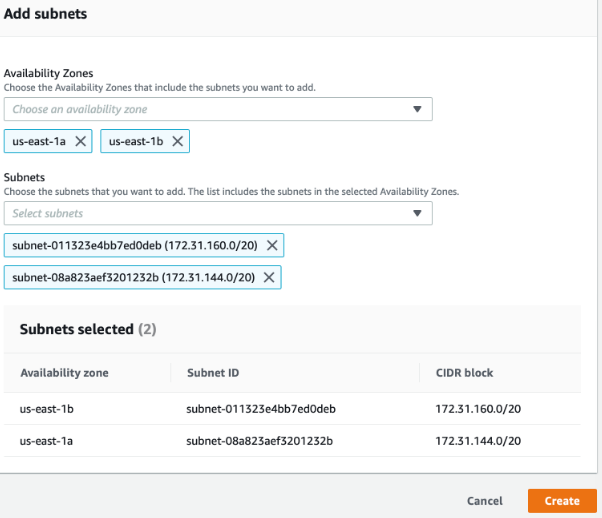 Add subnets
Availability Zones
Choose the Availability Zones that include the subnets you want to add.
Choose an availability zone
us-east-1a us-east-1b
Subnets
Choose the subnets that you want to add. The list includes the subnets in the selected Availability Zones.
Select subnets
subnet-011323e4bb7ed0deb (172.31.160.0/20)
subnet-08a823aef3201232b (172.31.144.0/20)
Subnets selected (2)
Availability zone Subnet ID CIDR block
us-east-1b subnet-011323e4bb7ed0deb 172.31.160.0/20
us-east-1a subnet-08a823aef3201232b 172.31.144.0/20
Cancel Create